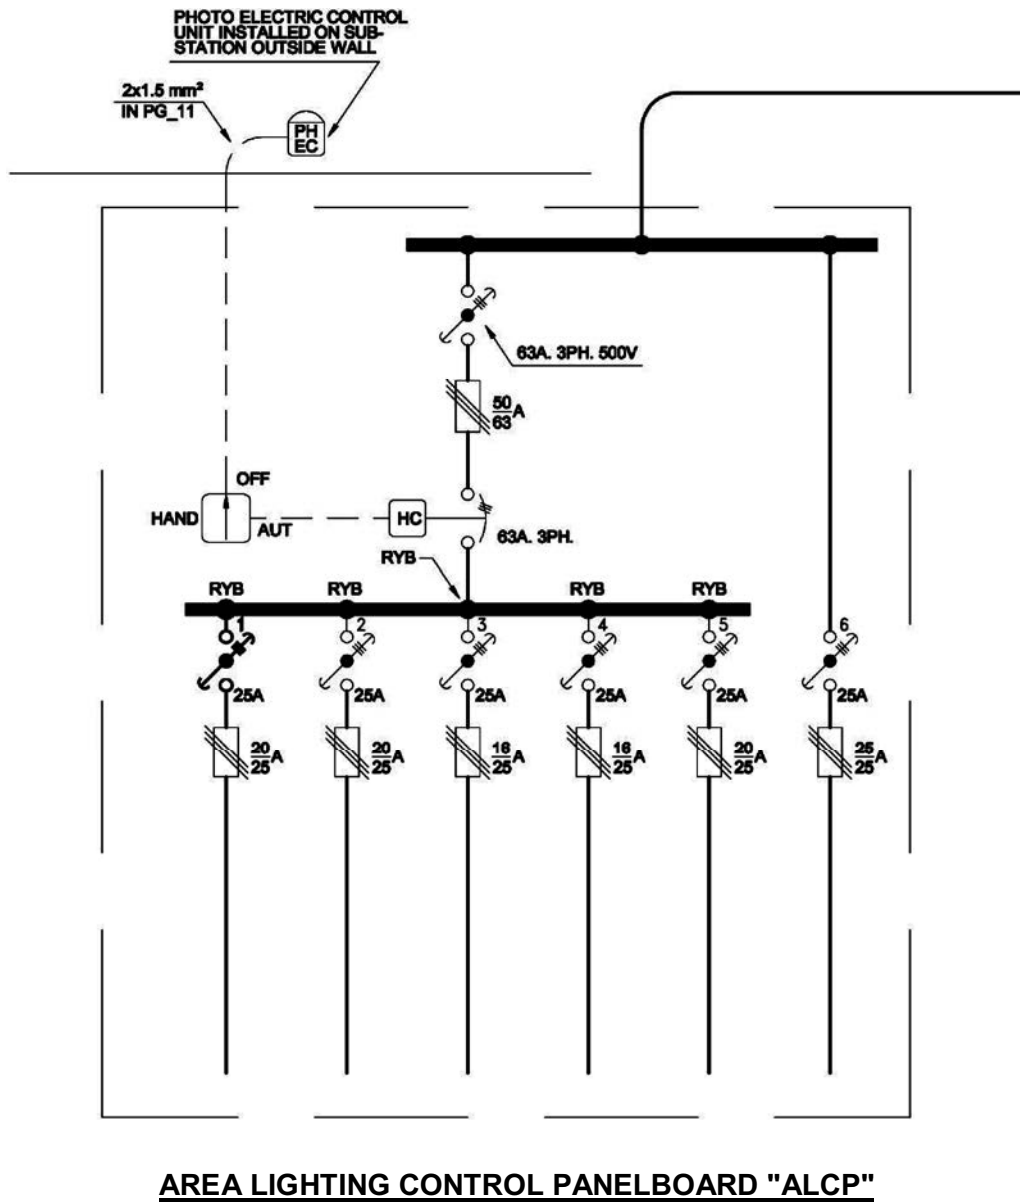 PHOTO ELECTRIC CONTROL
UNIT INSTALLED ON SUB-
STATION OUTSIDE WALL
2x1.5 mm²
IN PG_11
PH
EC
63A. 3PH. 500V
50
63 A
OFF
HAND
AUT
HC
63A. 3PH.
RYB
RYB RYB RYB RYB
1 2 3 4 5 6
25A 25A 25A 25A 25A 25A
20/25 A 20/25 A 16/25 A 16/25 A 20/25 A 25/25 A
AREA LIGHTING CONTROL PANELBOARD "ALCP"